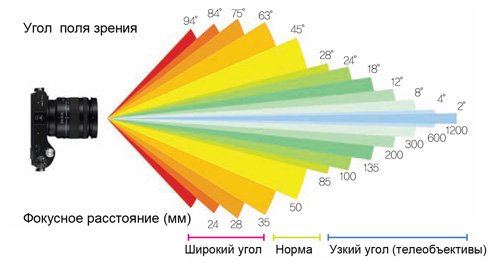 Угол поля зрения
94° 84° 75° 63° 45° 28° 24° 18° 12° 8° 4° 2°
Фокусное расстояние (мм)
24 28 35 50 85 100 135 200 300 600 1200
Широкий угол Норма Узкий угол (телеобъективы)